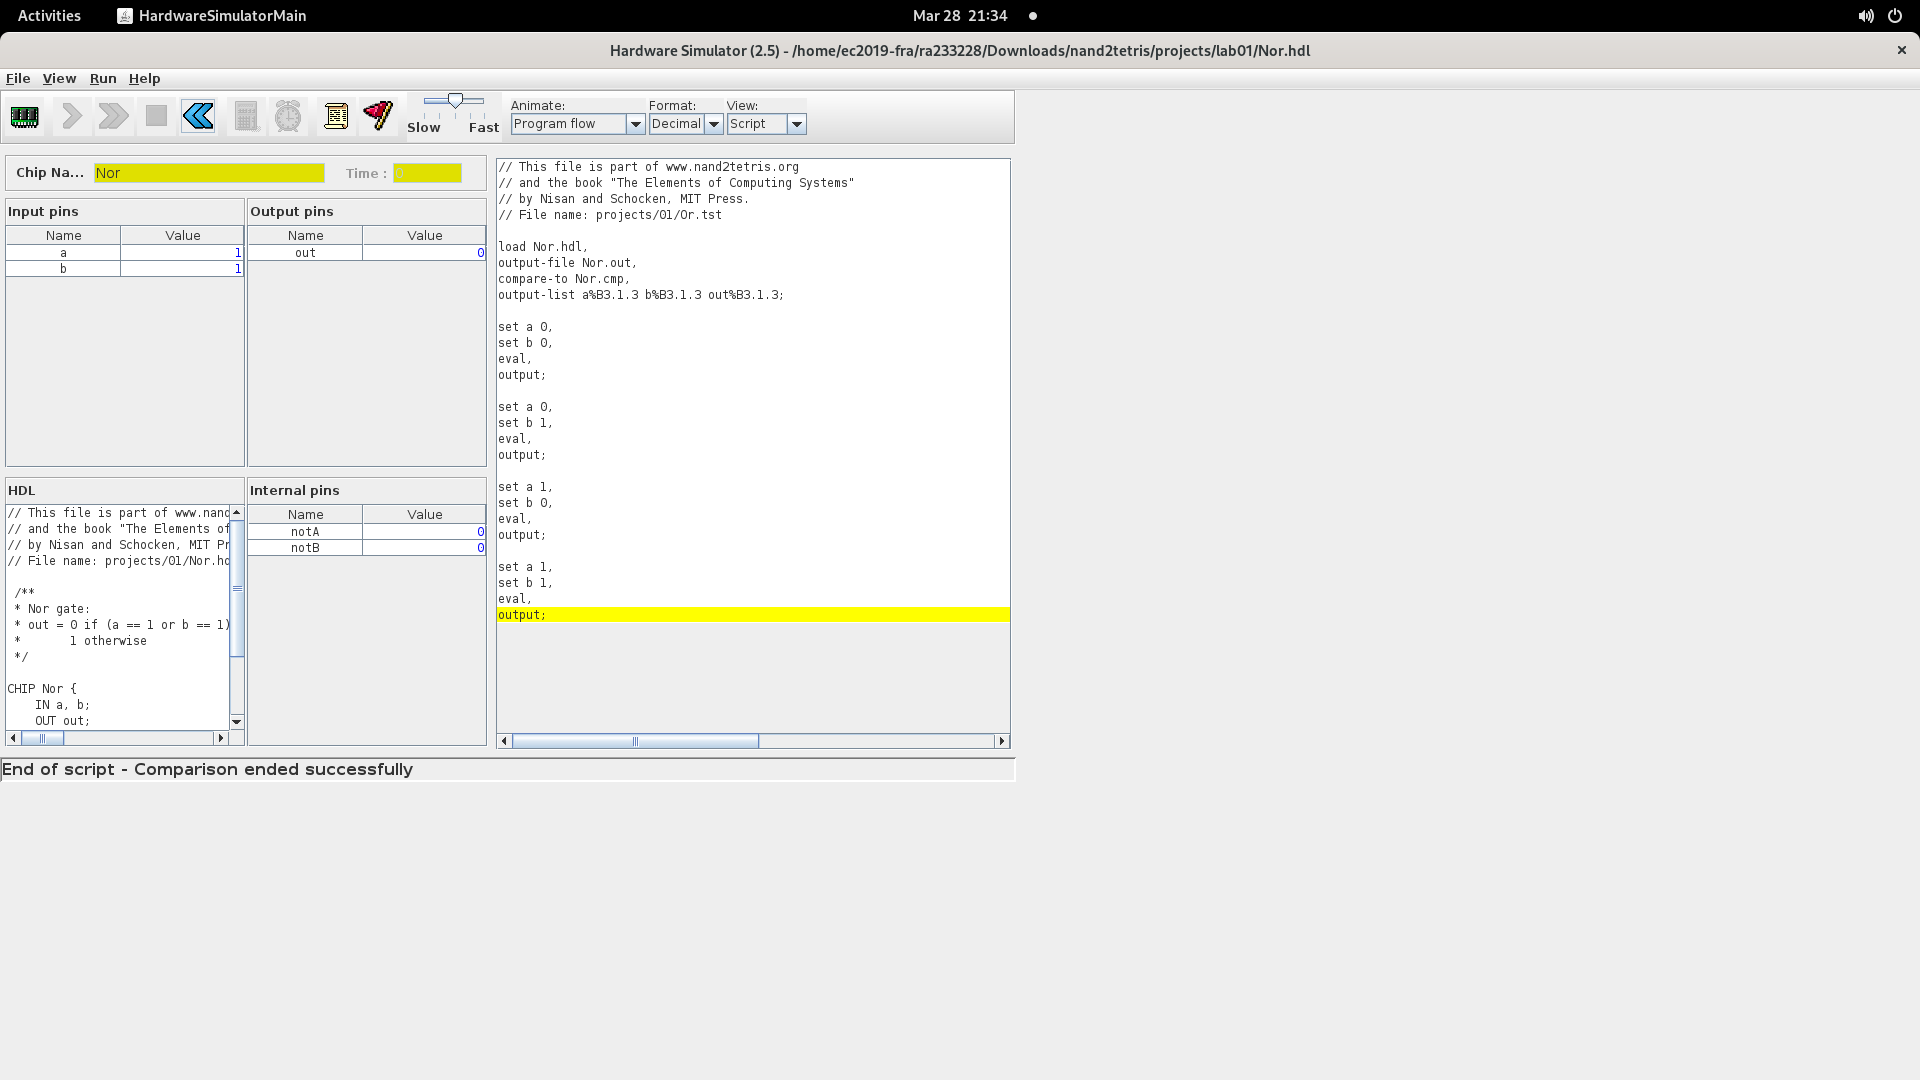 Activities HardwareSimulatorMain Mar 28 21:34
Hardware Simulator (2.5) - /home/ec2019-fra/ra233228/Downloads/nand2tetris/projects/lab01/Nor.hdl
File View Run Help
Slow Fast
Animate: Format: View:
Program flow Decimal Script
Chip Na... Nor Time : 0
Input pins
Name Value
a 1
b 1
Output pins
Name Value
out 0
HDL
// This file is part of www.nand
// and the book "The Elements of
// by Nisan and Schocken, MIT Pr
// File name: projects/01/Nor.hd
/**
* Nor gate:
* out = 0 if (a == 1 or b == 1)
* 1 otherwise
*/
CHIP Nor {
IN a, b;
OUT out;
Internal pins
Name Value
notA 0
notB 0
// This file is part of www.nand2tetris.org
// and the book "The Elements of Computing Systems"
// by Nisan and Schocken, MIT Press.
// File name: projects/01/Or.tst
load Nor.hdl,
output-file Nor.out,
compare-to Nor.cmp,
output-list a%B3.1.3 b%B3.1.3 out%B3.1.3;
set a 0,
set b 0,
eval,
output;
set a 0,
set b 1,
eval,
output;
set a 1,
set b 0,
eval,
output;
set a 1,
set b 1,
eval,
output;
End of script - Comparison ended successfully